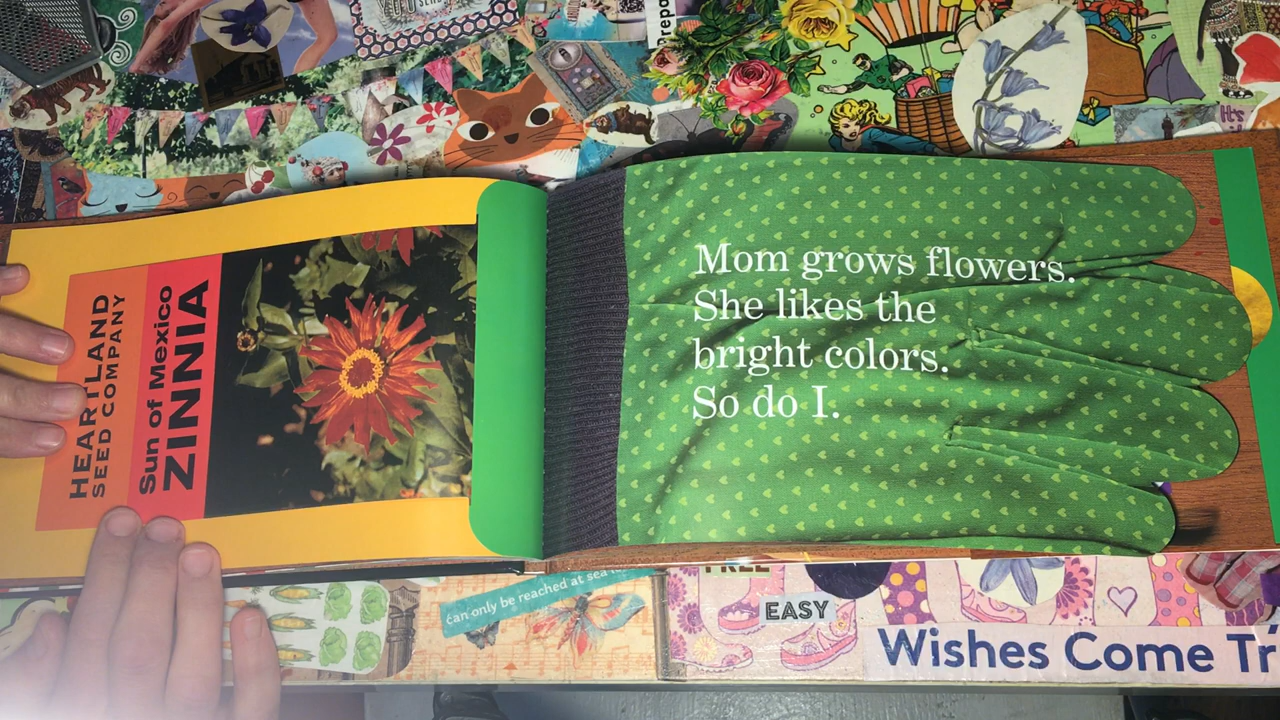 HEARTLAND
SEED COMPANY
Sun of Mexico
ZINNIA
Mom grows flowers.
She likes the
bright colors.
So do I.
can only be reached at sea
EASY
Wishes Come Tr
It's